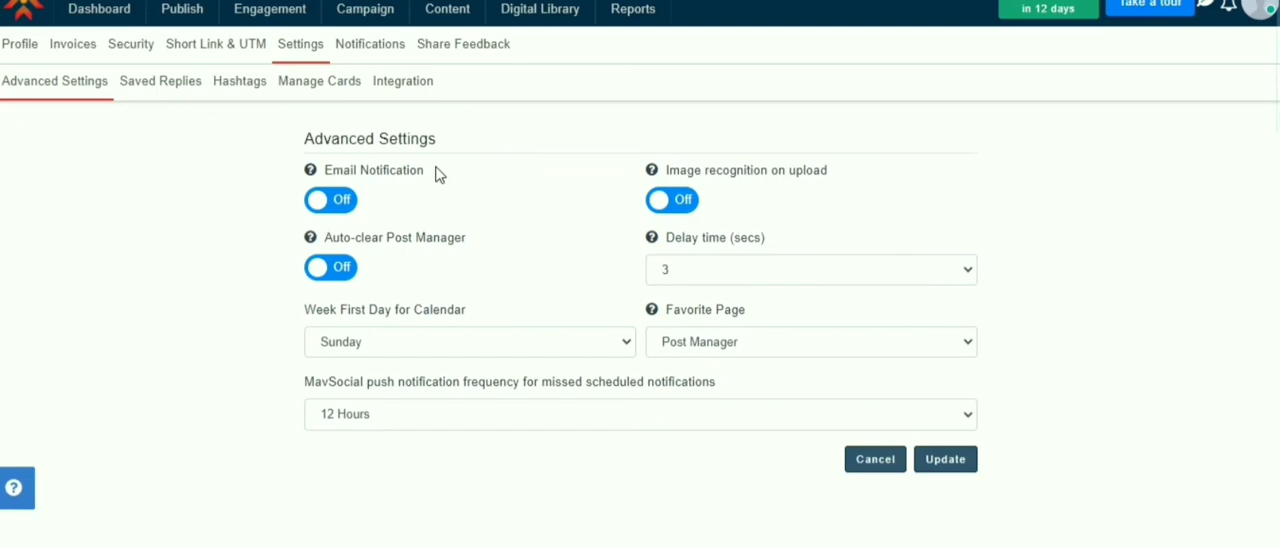 Dashboard Publish Engagement Campaign Content Digital Library Reports in 12 days Take a tour
Profile Invoices Security Short Link & UTM Settings Notifications Share Feedback
Advanced Settings Saved Replies Hashtags Manage Cards Integration
Advanced Settings
? Email Notification ? Image recognition on upload
Off Off
? Auto-clear Post Manager ? Delay time (secs)
Off 3
Week First Day for Calendar ? Favorite Page
Sunday Post Manager
MavSocial push notification frequency for missed scheduled notifications
12 Hours
Cancel Update
?